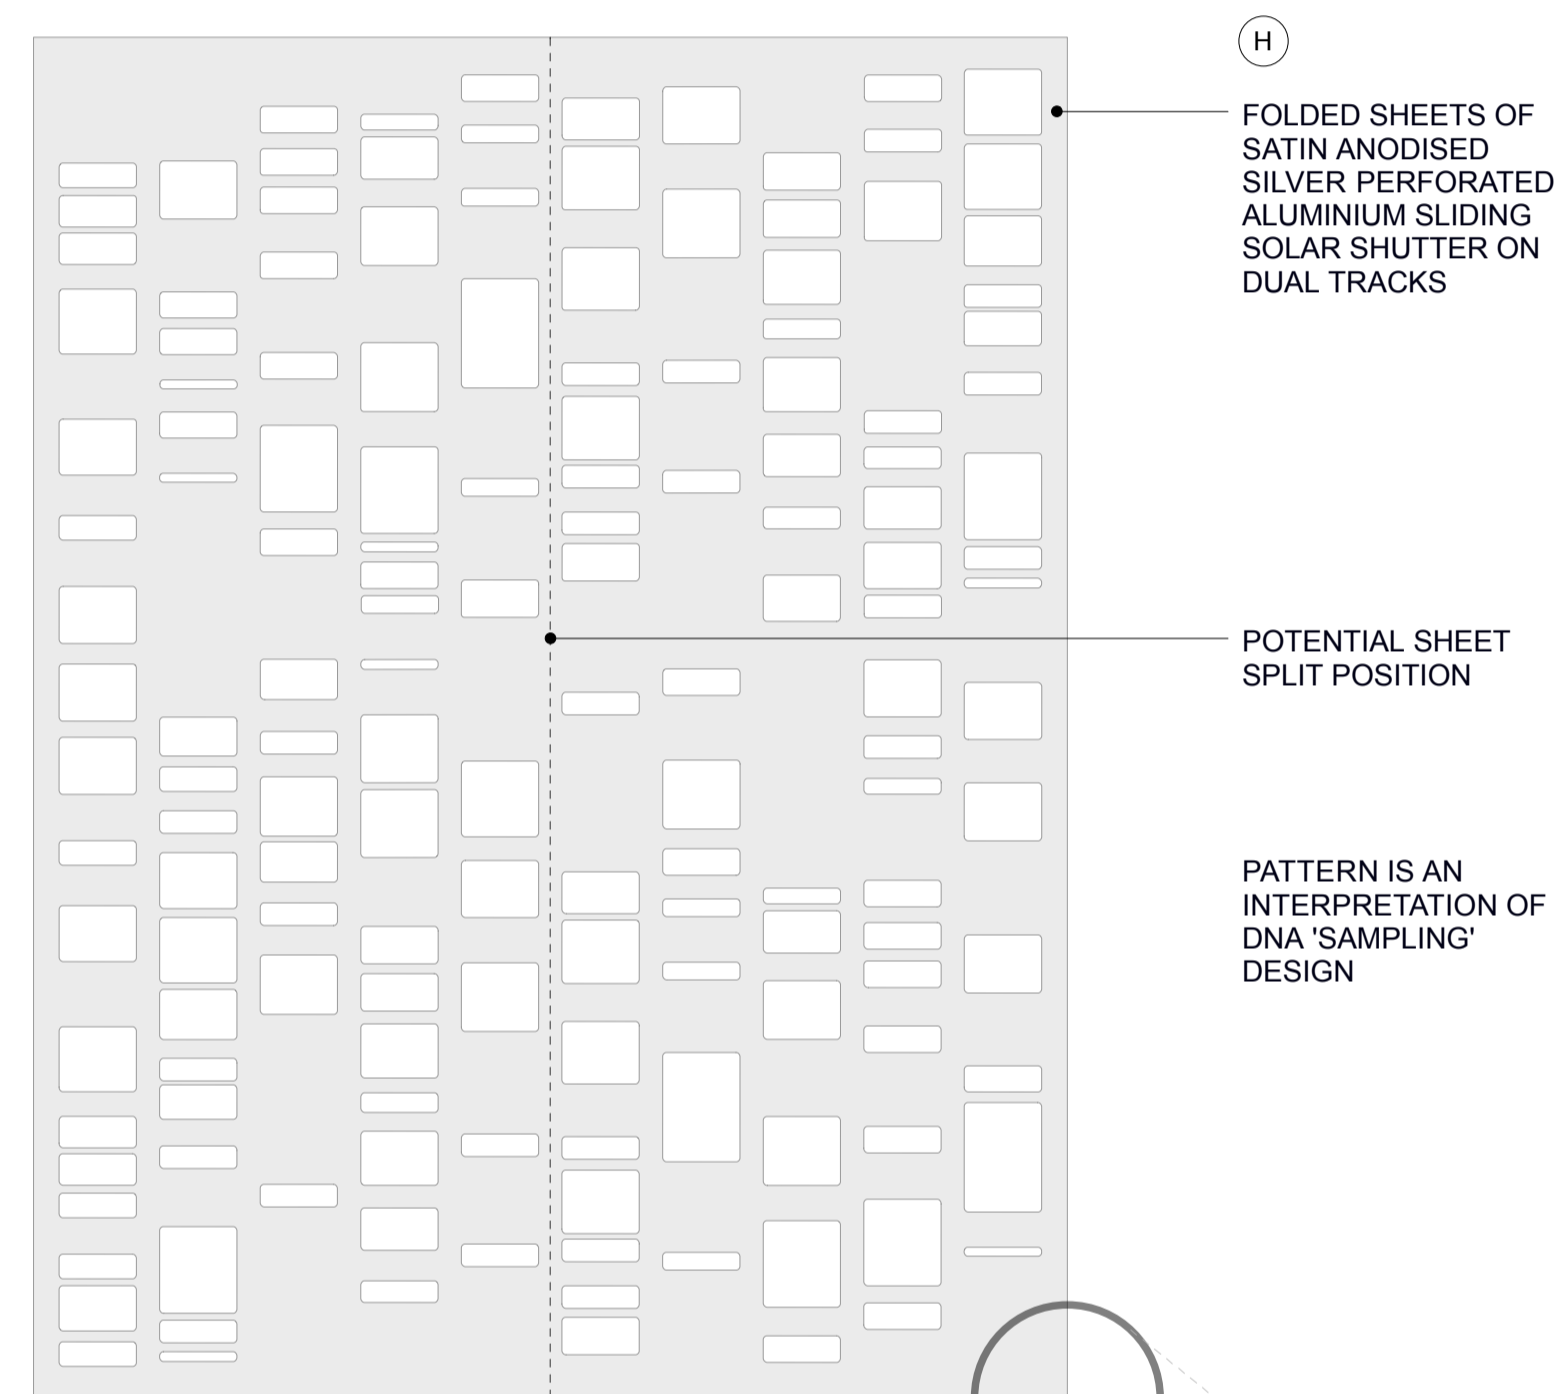 H
FOLDED SHEETS OF
SATIN ANODISED
SILVER PERFORATED
ALUMINIUM SLIDING
SOLAR SHUTTER ON
DUAL TRACKS
POTENTIAL SHEET
SPLIT POSITION
PATTERN IS AN
INTERPRETATION OF
DNA 'SAMPLING'
DESIGN